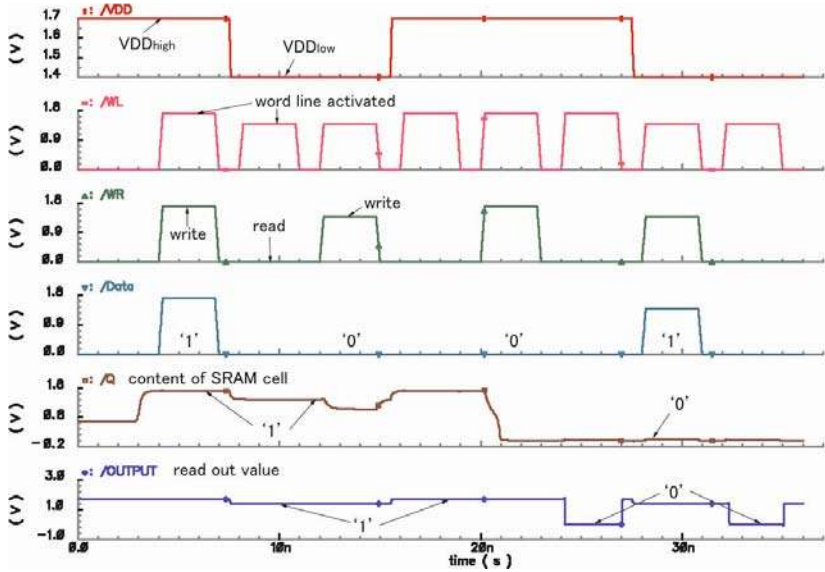 : /VDD
1.7
1.6
1.5
1.4
(V)
VDDhigh
VDDlow
: /WL
word line activated
1.8
0.9
0.0
(V)
: /WR
write
1.8
0.9
0.0
(V)
write
read
: /Data
1.8
0.9
0.0
(V)
'1'
'0'
'0'
'1'
: /Q content of SRAM cell
1.8
0.8
-0.2
(V)
'1'
'0'
: /OUTPUT read out value
3.0
1.0
-1.0
(V)
'1'
'0'
0.0
10n
20n
30n
time ( s )